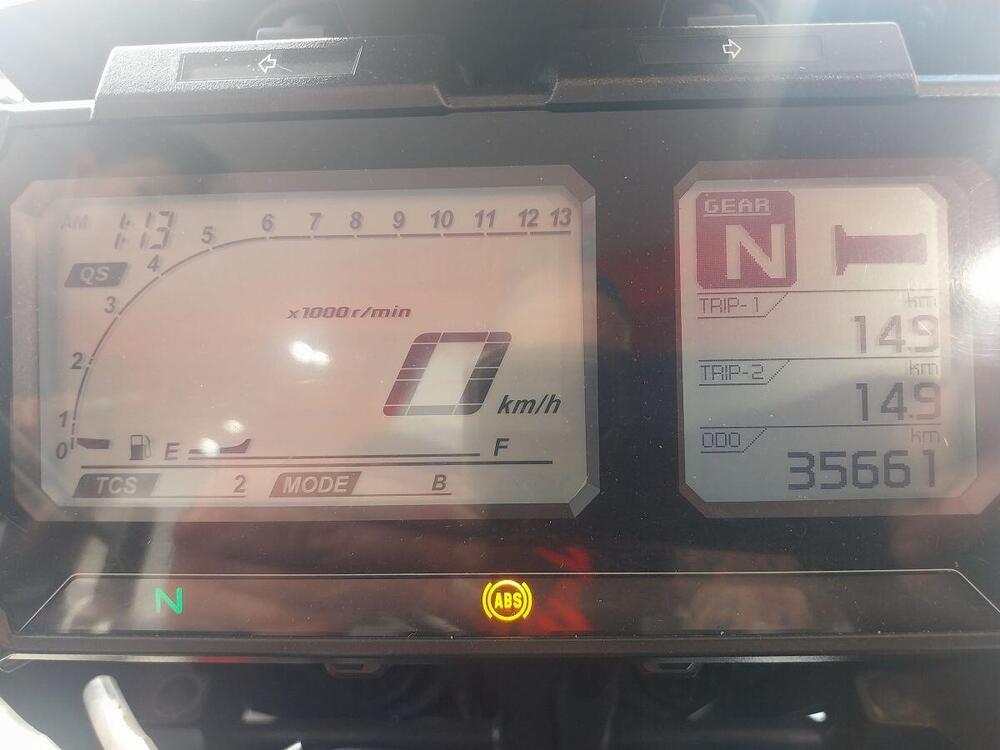 AM 1:13
QS
0 1 2 3 4 5 6 7 8 9 10 11 12 13
x1000 r/min
0 km/h
E F
TCS 2 MODE B
GEAR
N
TRIP-1 km
14.9
TRIP-2 km
14.9
ODO km
35661
N ABS